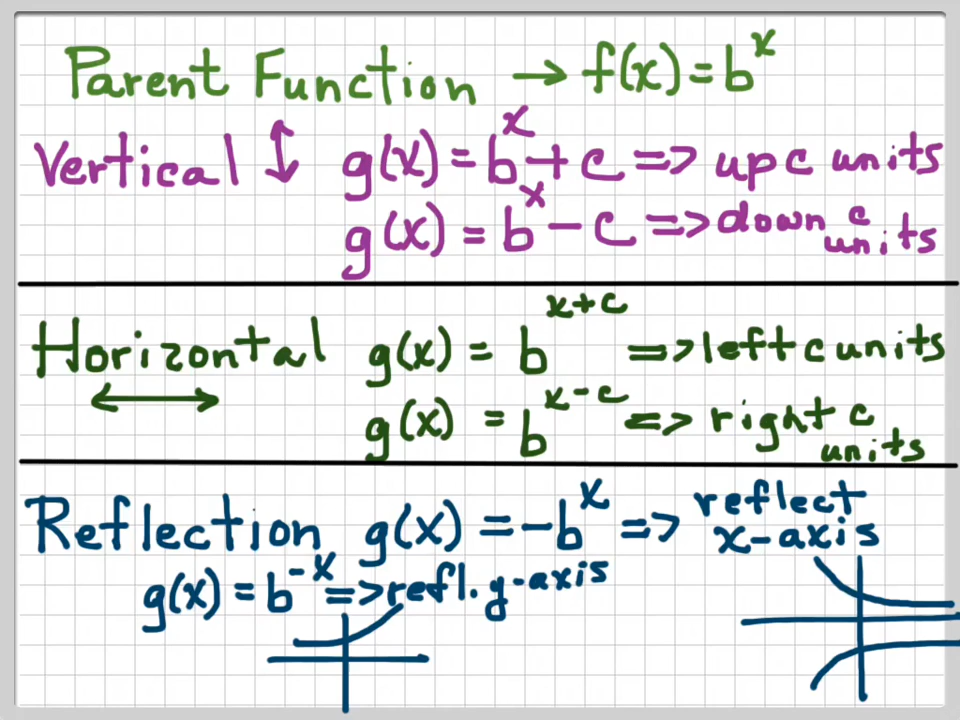 Parent Function → f(x) = b^x
Vertical ↕ g(x) = b^x + c => up c units
g(x) = b^x - c => down c units
Horizontal g(x) = b^{x+c} => left c units
↔ g(x) = b^{x-c} => right c units
Reflection g(x) = -b^x => reflect x-axis
g(x) = b^{-x} => refl. y-axis